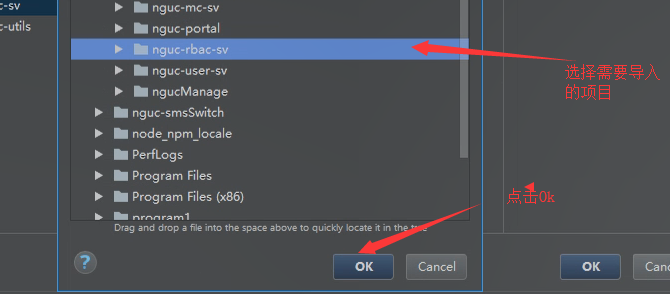 c-sv
c-utils
nguc-mc-sv
nguc-portal
nguc-rbac-sv
nguc-user-sv
ngucManage
nguc-smsSwitch
node_npm_locale
PerfLogs
Program Files
Program Files (x86)
program1
Drag and drop a file into the space above to quickly locate it in the tree
选择需要导入
的项目
点击0k
?
OK
Cancel
OK
Canc